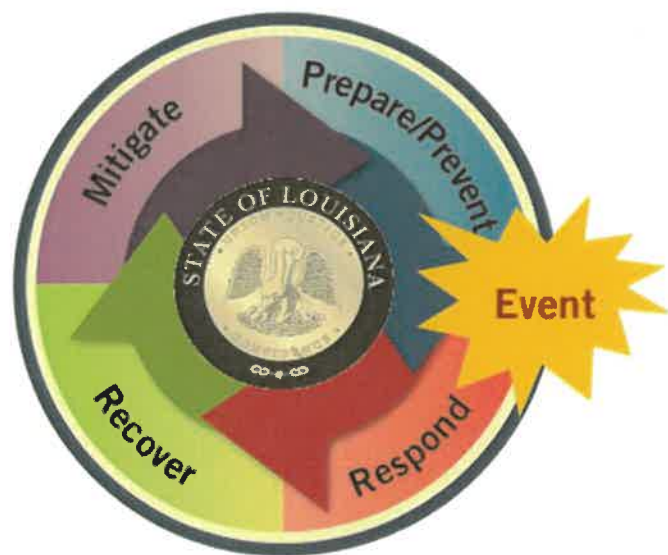 Mitigate
Prepare/Prevent
STATE OF LOUISIANA
Event
Recover
Respond